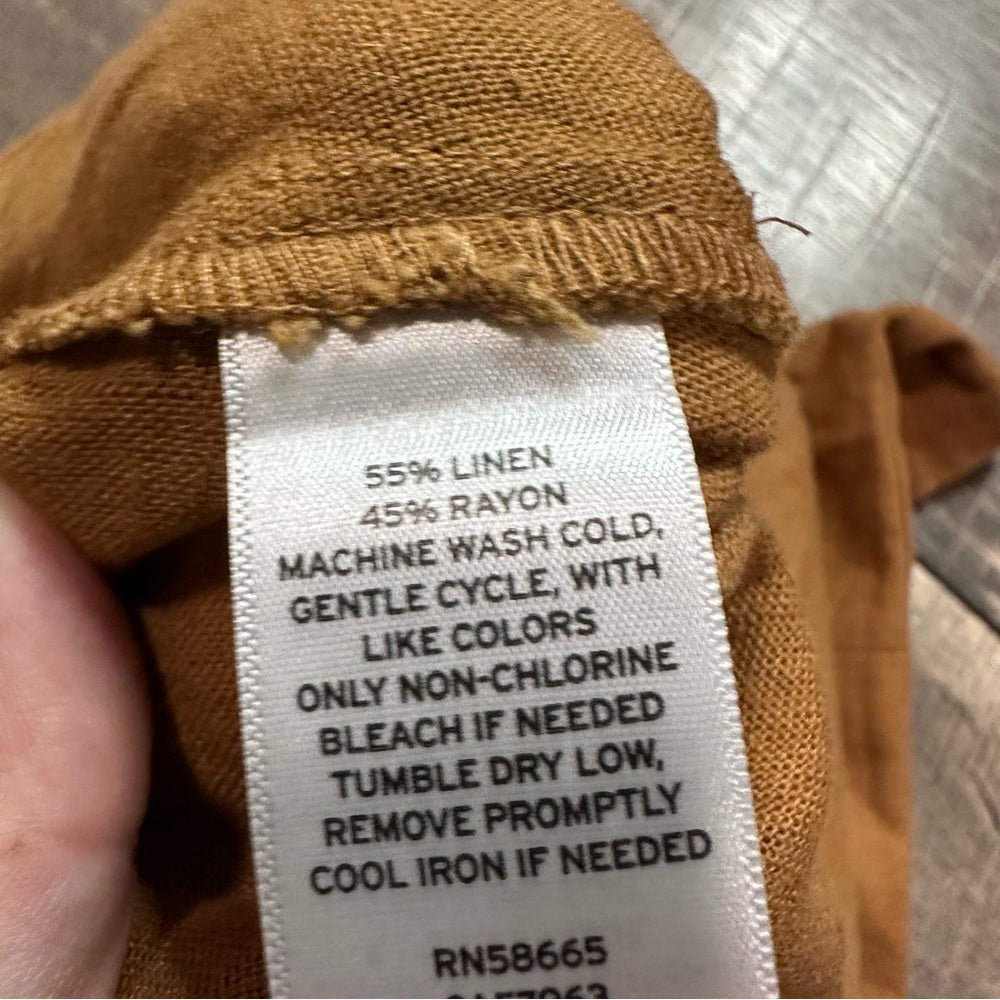 55% LINEN
45% RAYON
MACHINE WASH COLD,
GENTLE CYCLE, WITH
LIKE COLORS
ONLY NON-CHLORINE
BLEACH IF NEEDED
TUMBLE DRY LOW,
REMOVE PROMPTLY
COOL IRON IF NEEDED
RN58665